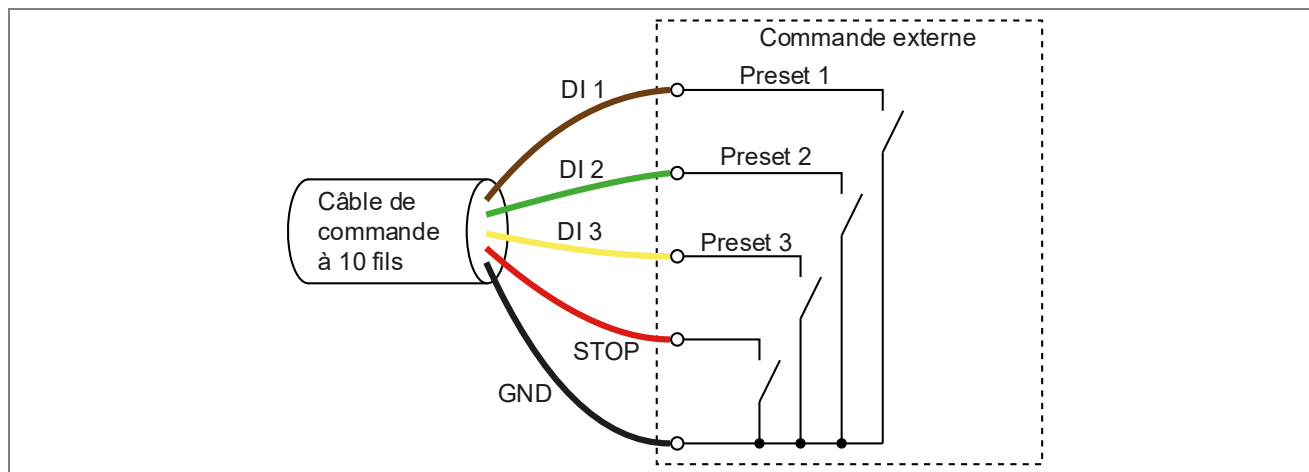 Commande externe
DI 1
Preset 1
DI 2
Preset 2
Câble de
commande
à 10 fils
DI 3
Preset 3
STOP
GND